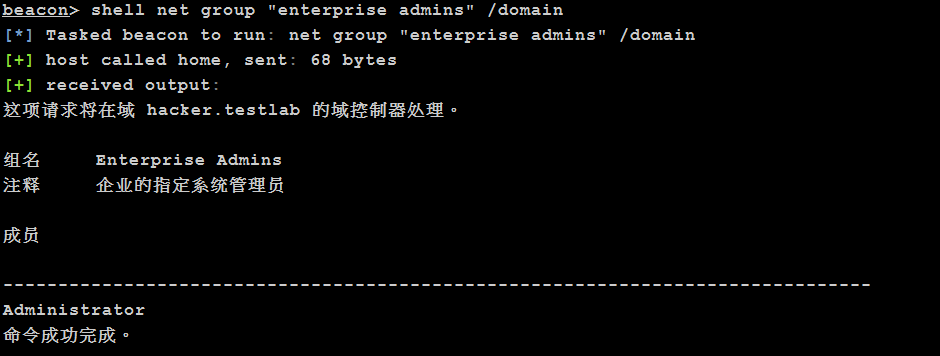 beacon> shell net group "enterprise admins" /domain
[*] Tasked beacon to run: net group "enterprise admins" /domain
[+] host called home, sent: 68 bytes
[+] received output:
这项请求将在域 hacker.testlab 的域控制器处理。
组名 Enterprise Admins
注释 企业的指定系统管理员
成员
-------------------------------------------------------------------------------
Administrator
命令成功完成。